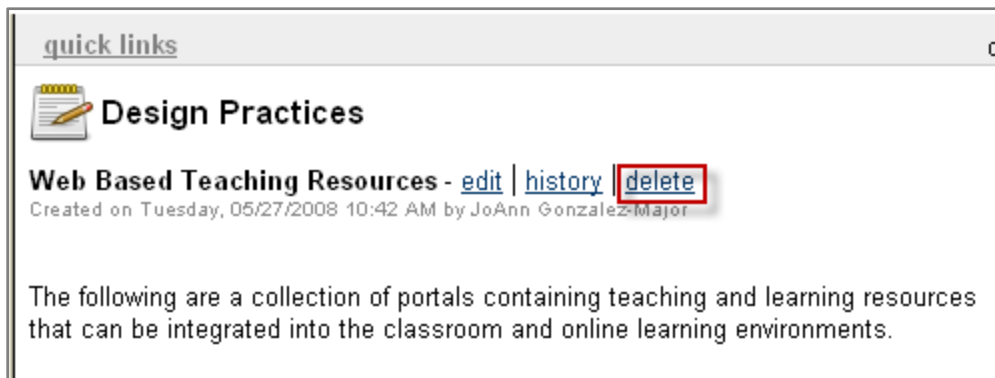 quick links
Design Practices
Web Based Teaching Resources - edit | history | delete
Created on Tuesday, 05/27/2008 10:42 AM by JoAnn Gonzalez-Major
The following are a collection of portals containing teaching and learning resources
that can be integrated into the classroom and online learning environments.